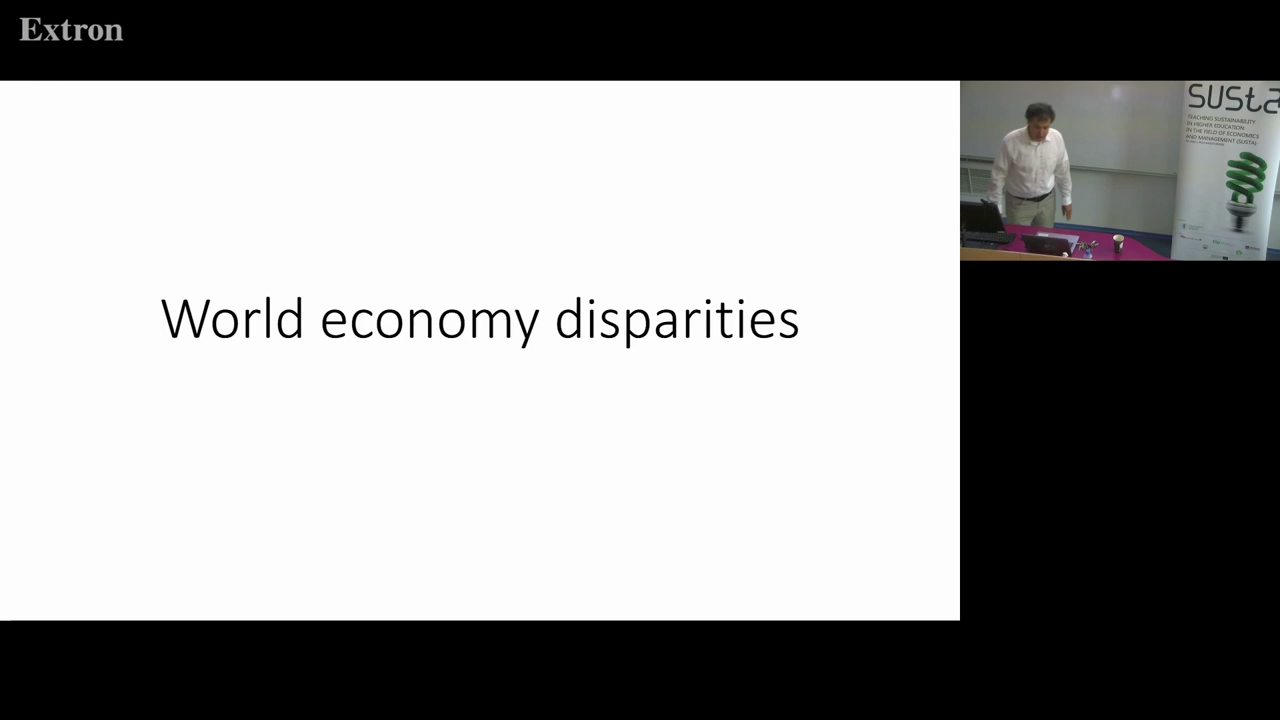 Extron
World economy disparities
SUSta
TEACHING SUSTAINABILITY
IN HIGHER EDUCATION
IN THE FIELD OF ECONOMICS
AND MANAGEMENT (SUSTA)